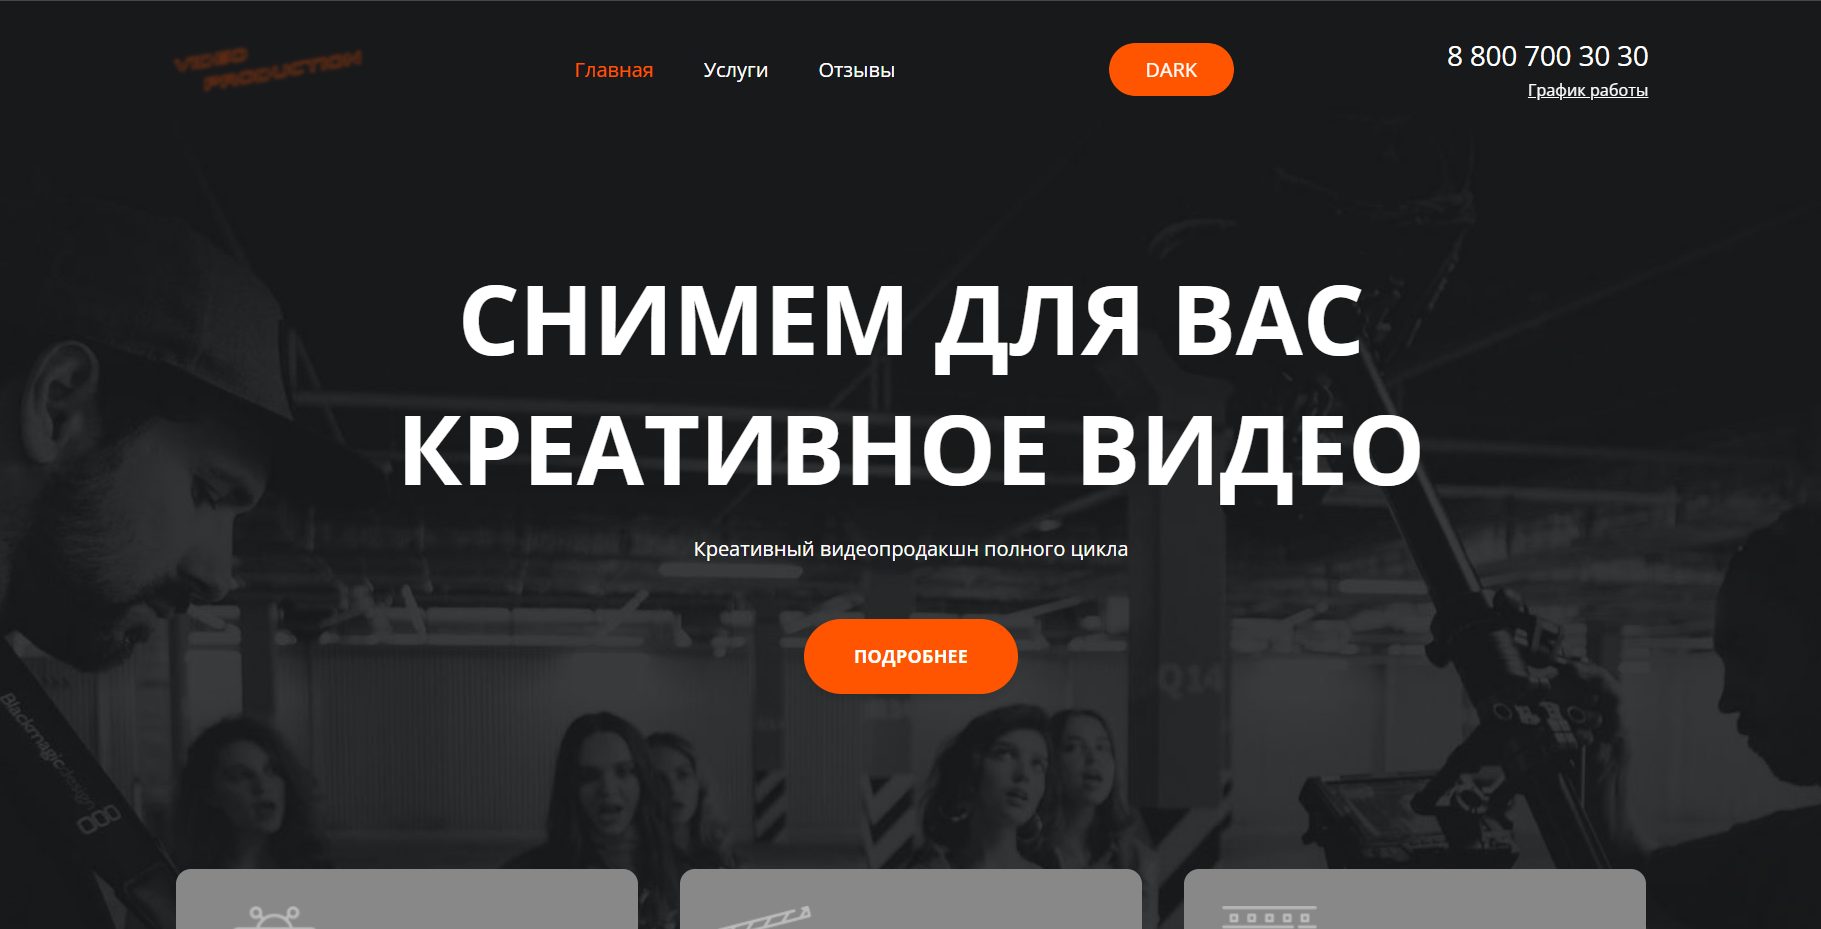 VIDEO
PRODUCTION
Главная
Услуги
Отзывы
DARK
8 800 700 30 30
График работы
СНИМЕМ ДЛЯ ВАС
КРЕАТИВНОЕ ВИДЕО
Креативный видеопродакшн полного цикла
ПОДРОБНЕЕ
Q14
Blackmagicdesign